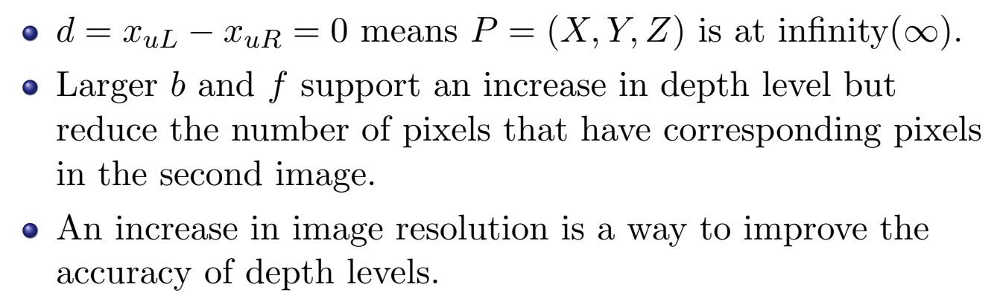 • d = x_{uL} − x_{uR} = 0 means P = (X, Y, Z) is at infinity(∞).
• Larger b and f support an increase in depth level but
reduce the number of pixels that have corresponding pixels
in the second image.
• An increase in image resolution is a way to improve the
accuracy of depth levels.